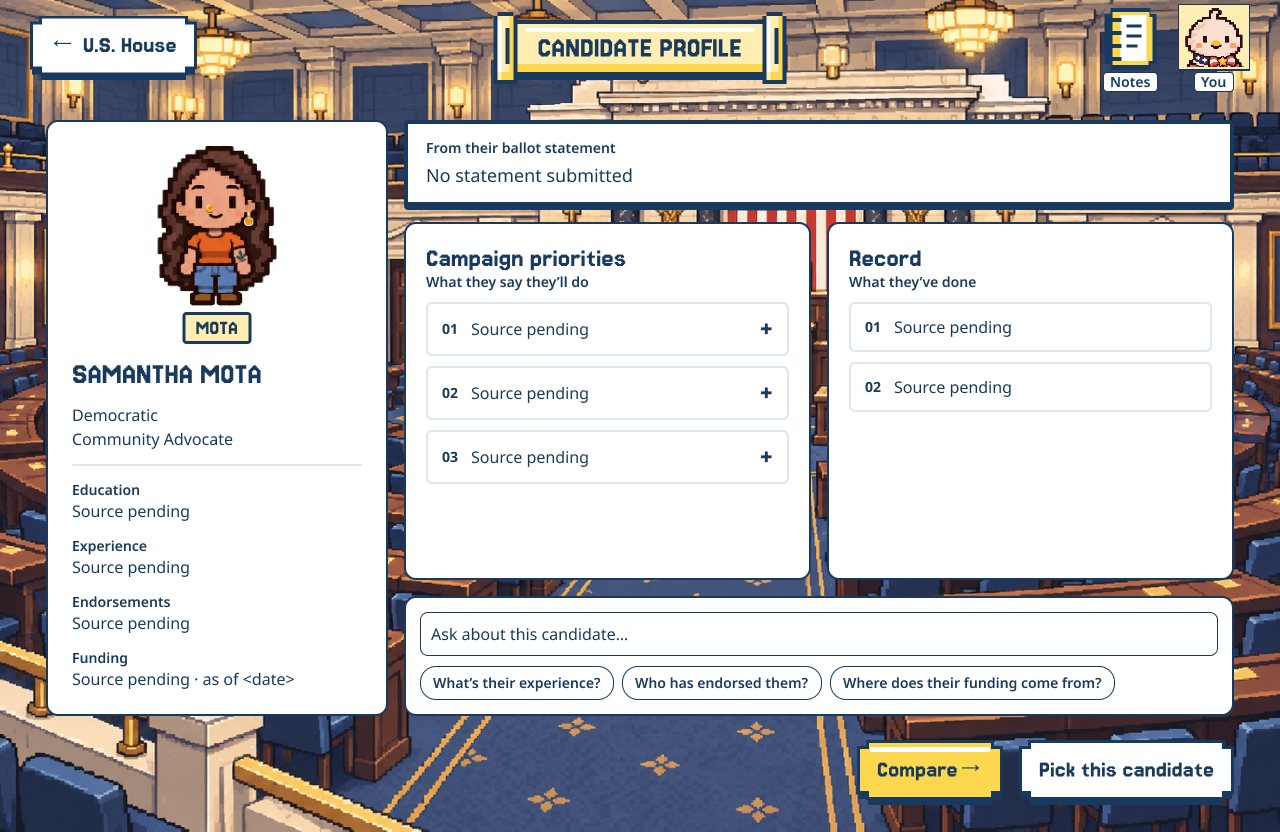 ← U.S. House
CANDIDATE PROFILE
Notes
You
MOTA
SAMANTHA MOTA
Democratic
Community Advocate
Education
Source pending
Experience
Source pending
Endorsements
Source pending
Funding
Source pending · as of <date>
From their ballot statement
No statement submitted
Campaign priorities
What they say they’ll do
01 Source pending +
02 Source pending +
03 Source pending +
Record
What they’ve done
01 Source pending
02 Source pending
Ask about this candidate...
What’s their experience?
Who has endorsed them?
Where does their funding come from?
Compare →
Pick this candidate